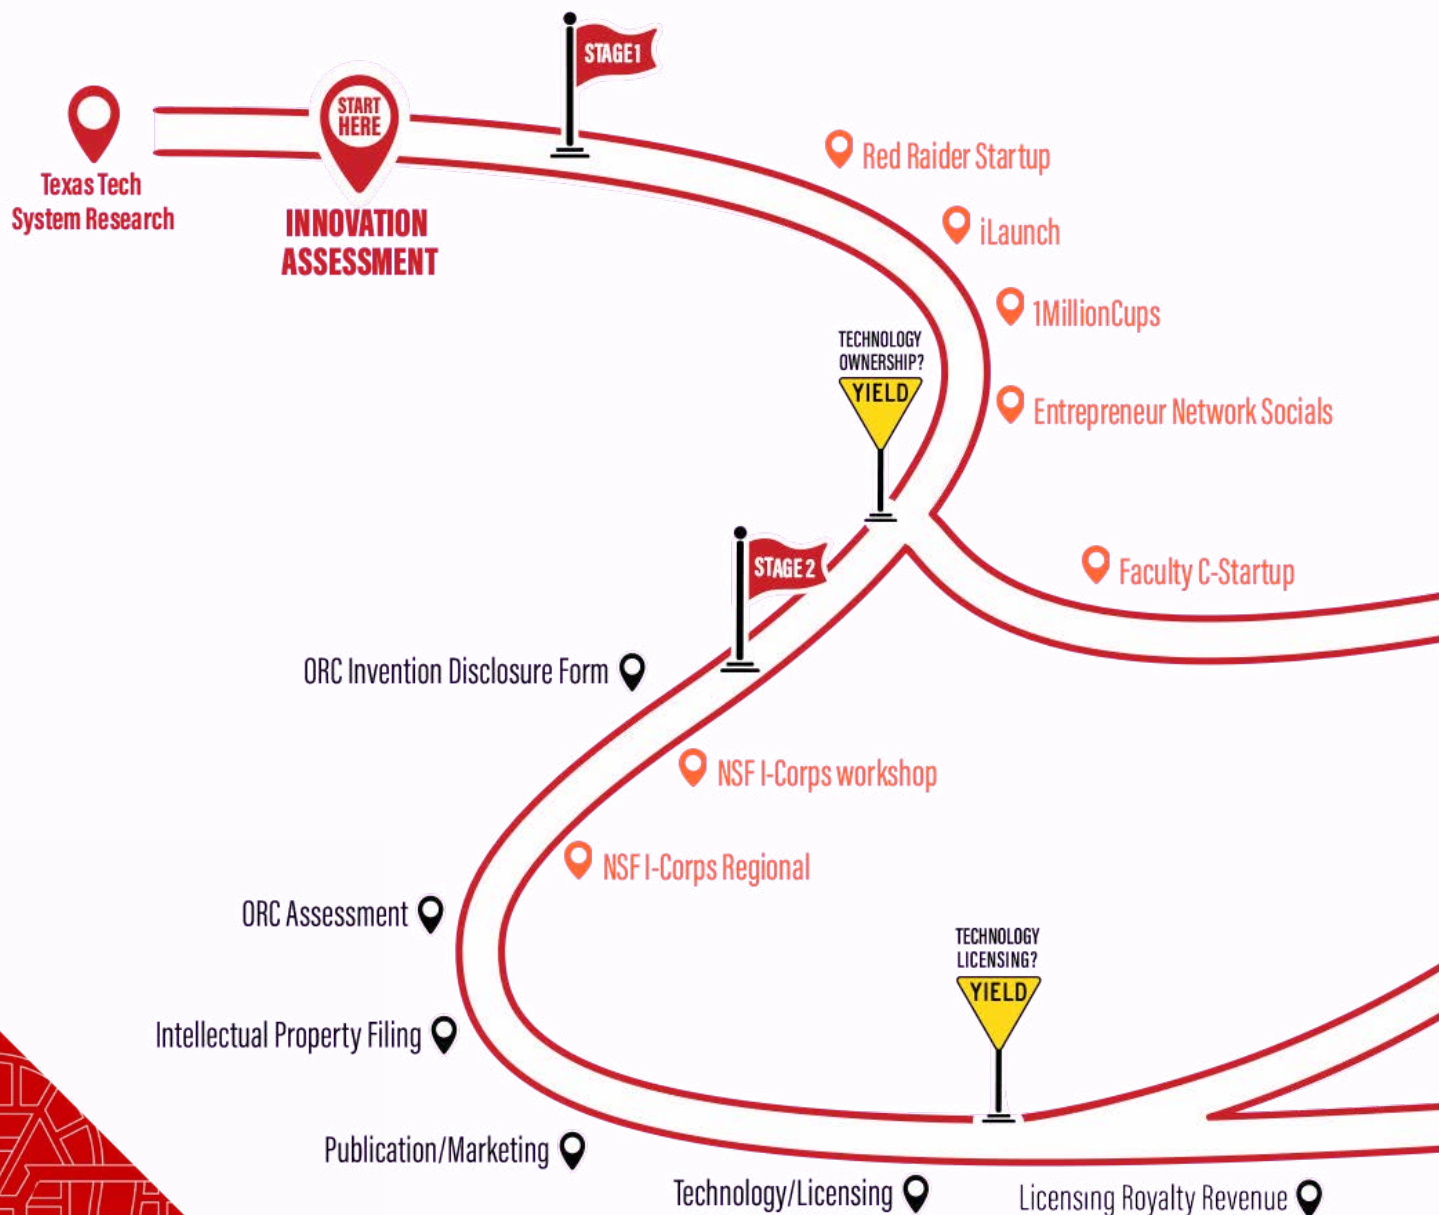 STAGE 1
START
HERE
Texas Tech
System Research
INNOVATION
ASSESSMENT
Red Raider Startup
iLaunch
1MillionCups
TECHNOLOGY
OWNERSHIP?
YIELD
Entrepreneur Network Socials
STAGE 2
Faculty C-Startup
ORC Invention Disclosure Form
NSF I-Corps workshop
NSF I-Corps Regional
ORC Assessment
TECHNOLOGY
LICENSING?
YIELD
Intellectual Property Filing
Publication/Marketing
Technology/Licensing
Licensing Royalty Revenue